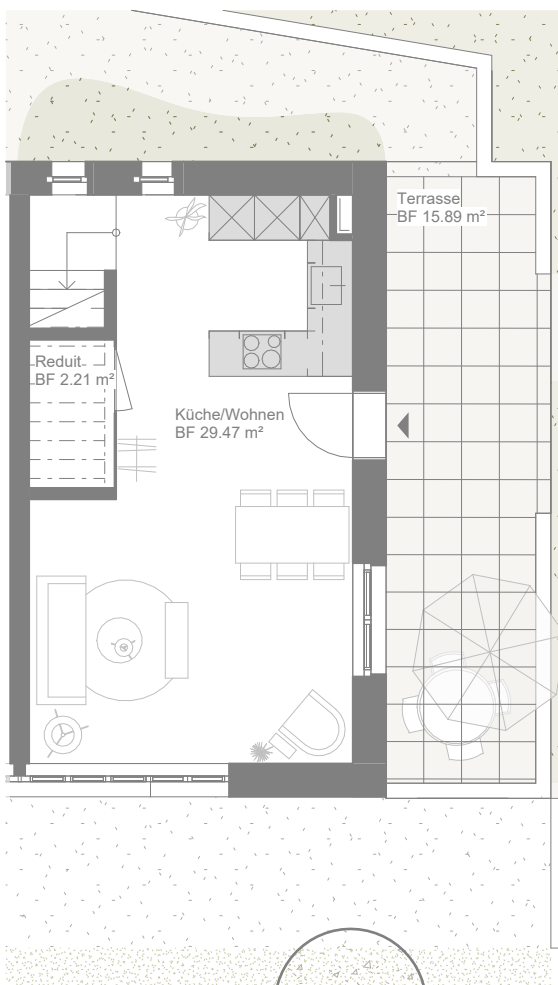 Terrasse
BF 15.89 m²
Reduit
BF 2.21 m²
Küche/Wohnen
BF 29.47 m²